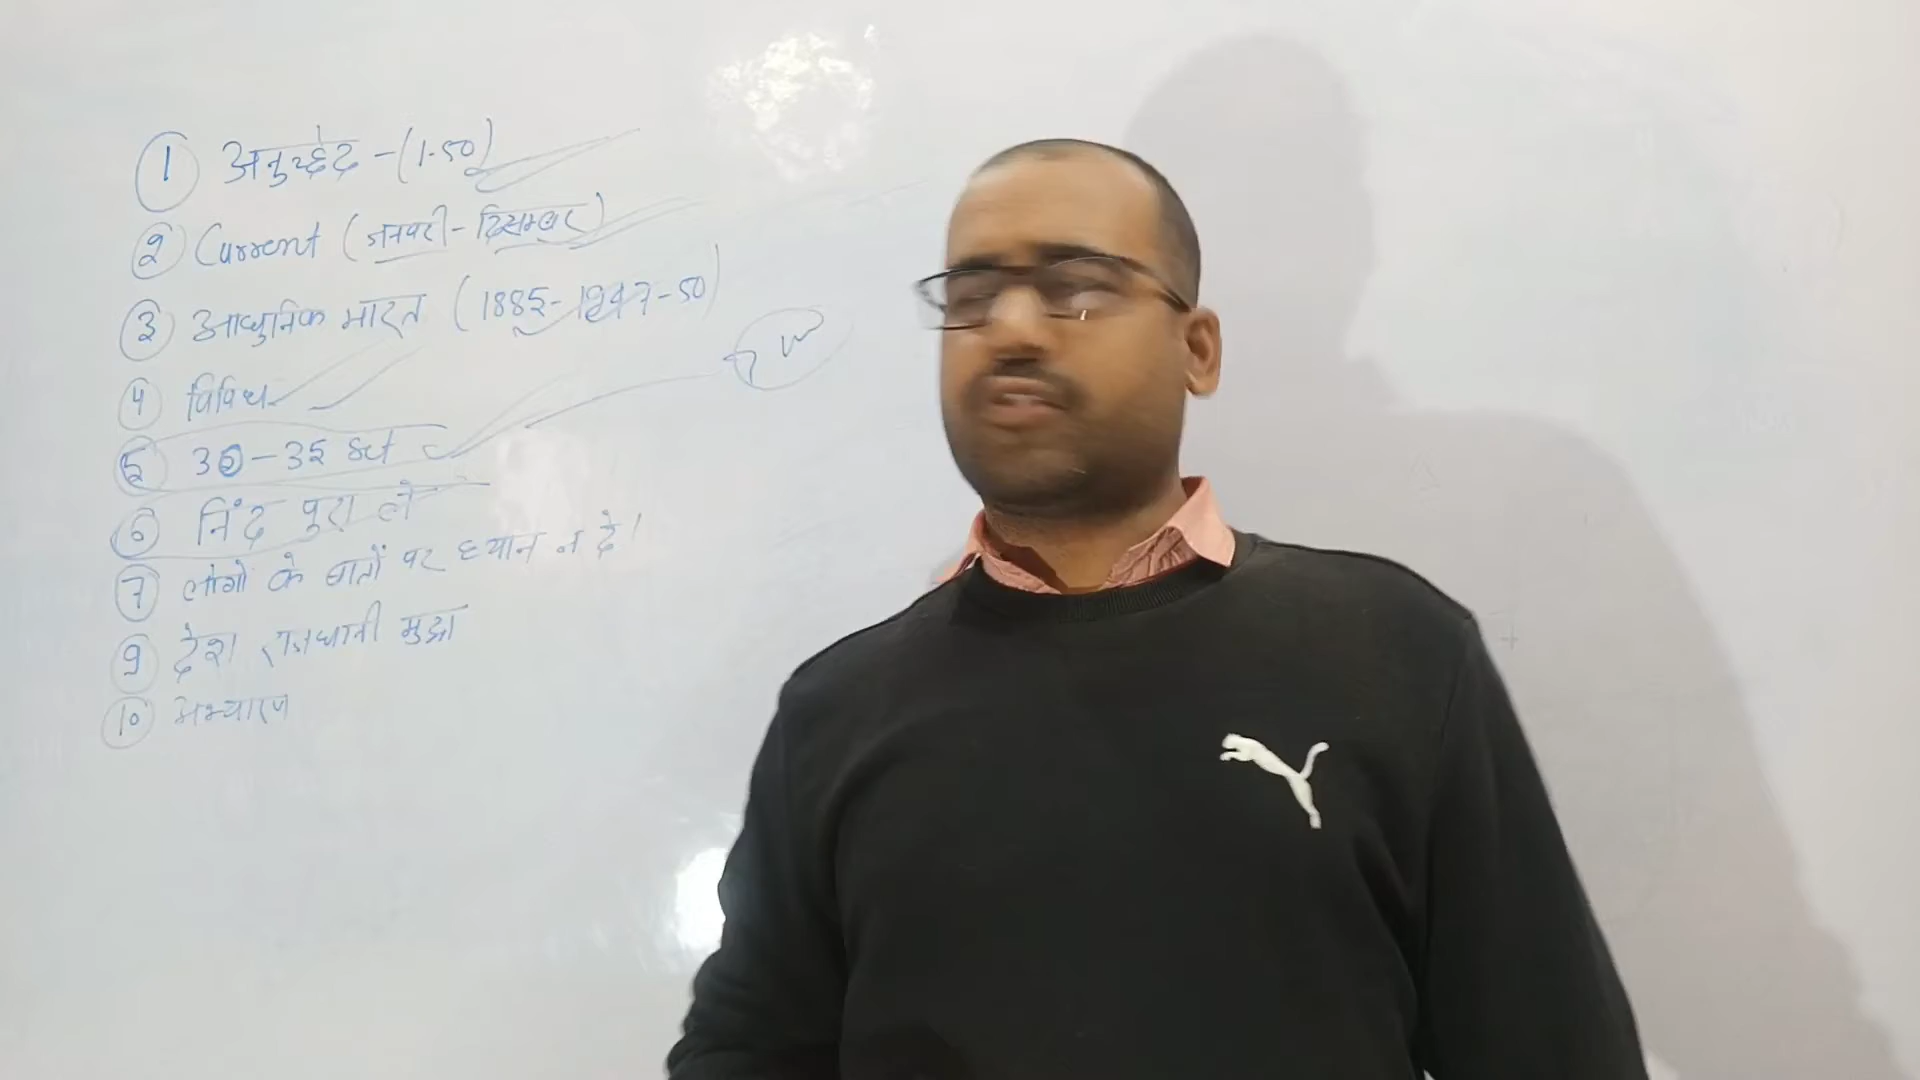 1 अनुच्छेद - (1-50)
2 Current (जनवरी - दिसम्बर)
3 आधुनिक भारत (1885 - 1947 - 50)
4 विविध
5 30 - 35 Set
6 निंद पुरा ले
7 लोगों के बातों पर ध्यान न दे।
9 देश राजधानी मुद्रा
10 अभ्यारण